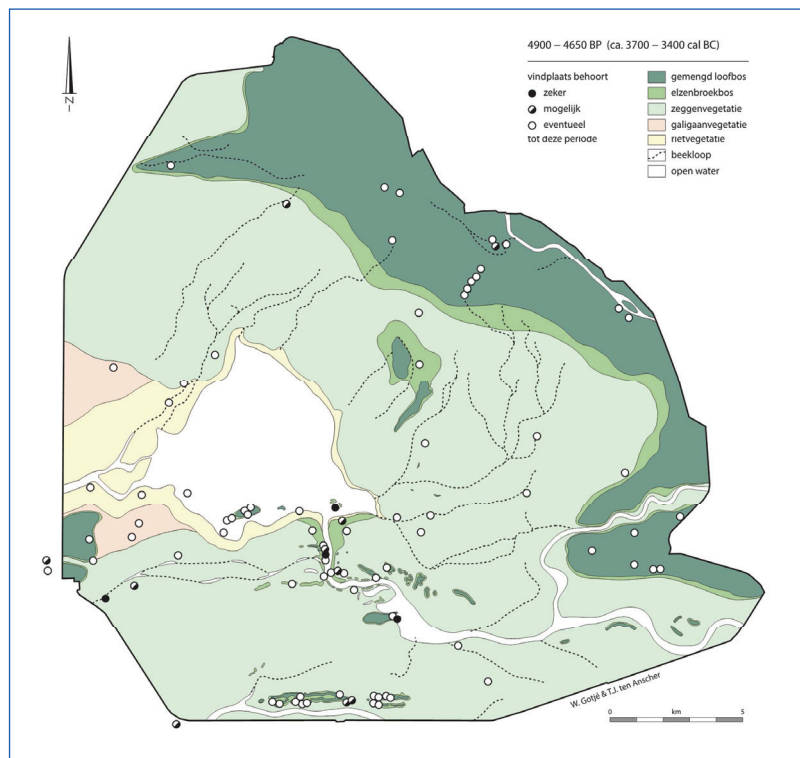 4900 – 4650 BP (ca. 3700 – 3400 cal BC)
vindplaats behoort
zeker
mogelijk
eventueel
tot deze periode
gemengd loofbos
elzenbroekbos
zeggenvegetatie
galigaanvegetatie
rietvegetatie
beekloop
open water
N
W. Gotjé & T.J. ten Anscher
0 km 5